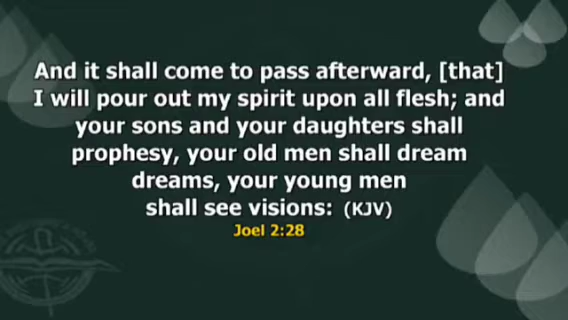 And it shall come to pass afterward, [that]
I will pour out my spirit upon all flesh; and
your sons and your daughters shall
prophesy, your old men shall dream
dreams, your young men
shall see visions: (KJV)
Joel 2:28